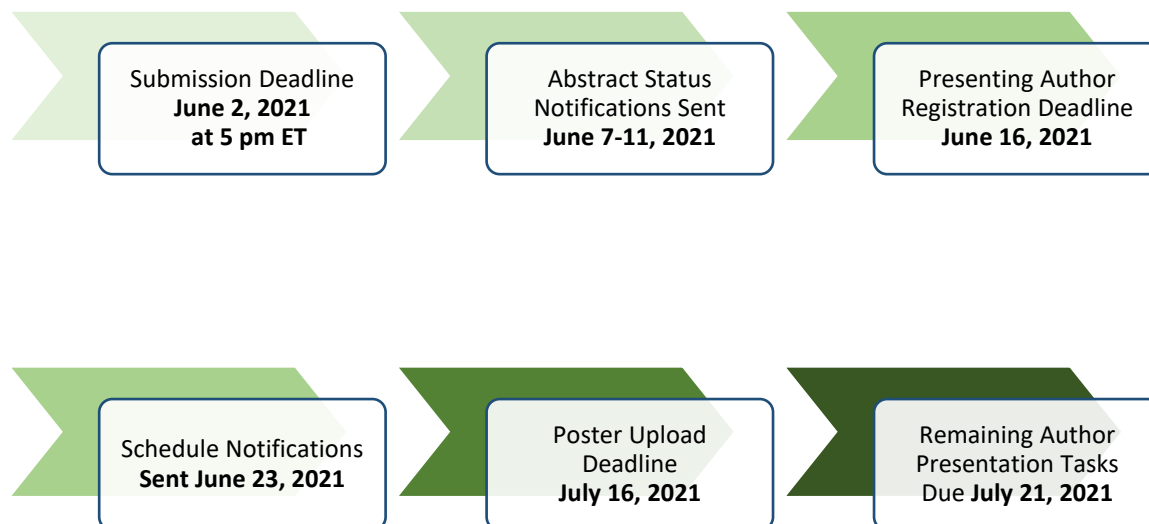 Submission Deadline
June 2, 2021
at 5 pm ET
Abstract Status
Notifications Sent
June 7-11, 2021
Presenting Author
Registration Deadline
June 16, 2021
Schedule Notifications
Sent June 23, 2021
Poster Upload
Deadline
July 16, 2021
Remaining Author
Presentation Tasks
Due July 21, 2021